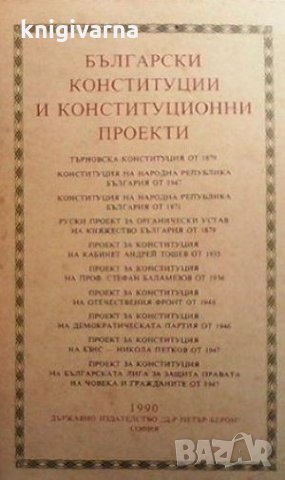 knigivarna
БЪЛГАРСКИ
КОНСТИТУЦИИ
И КОНСТИТУЦИОННИ
ПРОЕКТИ
ТЪРНОВСКА КОНСТИТУЦИЯ ОТ 1879
КОНСТИТУЦИЯ НА НАРОДНА РЕПУБЛИКА
БЪЛГАРИЯ ОТ 1947
КОНСТИТУЦИЯ НА НАРОДНА РЕПУБЛИКА
БЪЛГАРИЯ ОТ 1971
РУСКИ ПРОЕКТ ЗА ОРГАНИЧЕСКИ УСТАВ
НА КНЯЖЕСТВО БЪЛГАРИЯ ОТ 1879
ПРОЕКТ ЗА КОНСТИТУЦИЯ
НА КАБИНЕТ АНДРЕЙ ТОШЕВ ОТ 1935
ПРОЕКТ ЗА КОНСТИТУЦИЯ
НА ПРОФ. СТЕФАН БАЛАМЕЗОВ ОТ 1936
ПРОЕКТ ЗА КОНСТИТУЦИЯ
НА ОТЕЧЕСТВЕНИЯ ФРОНТ ОТ 1946
ПРОЕКТ ЗА КОНСТИТУЦИЯ
НА ДЕМОКРАТИЧЕСКАТА ПАРТИЯ ОТ 1946
ПРОЕКТ ЗА КОНСТИТУЦИЯ
НА БЗНС — НИКОЛА ПЕТКОВ ОТ 1947
ПРОЕКТ ЗА КОНСТИТУЦИЯ
НА БЪЛГАРСКАТА ЛИГА ЗА ЗАЩИТА ПРАВАТА
НА ЧОВЕКА И ГРАЖДАНИТЕ ОТ 1947
1990
ДЪРЖАВНО ИЗДАТЕЛСТВО "Д-Р ПЕТЪР БЕРОН"
СОФИЯ
BAZAR